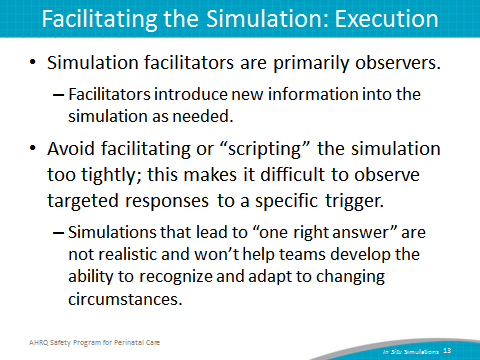 Facilitating the Simulation: Execution
• Simulation facilitators are primarily observers.
– Facilitators introduce new information into the
simulation as needed.
• Avoid facilitating or “scripting” the simulation
too tightly; this makes it difficult to observe
targeted responses to a specific trigger.
– Simulations that lead to “one right answer” are
not realistic and won’t help teams develop the
ability to recognize and adapt to changing
circumstances.
AHRQ Safety Program for Perinatal Care
In Situ Simulations 13